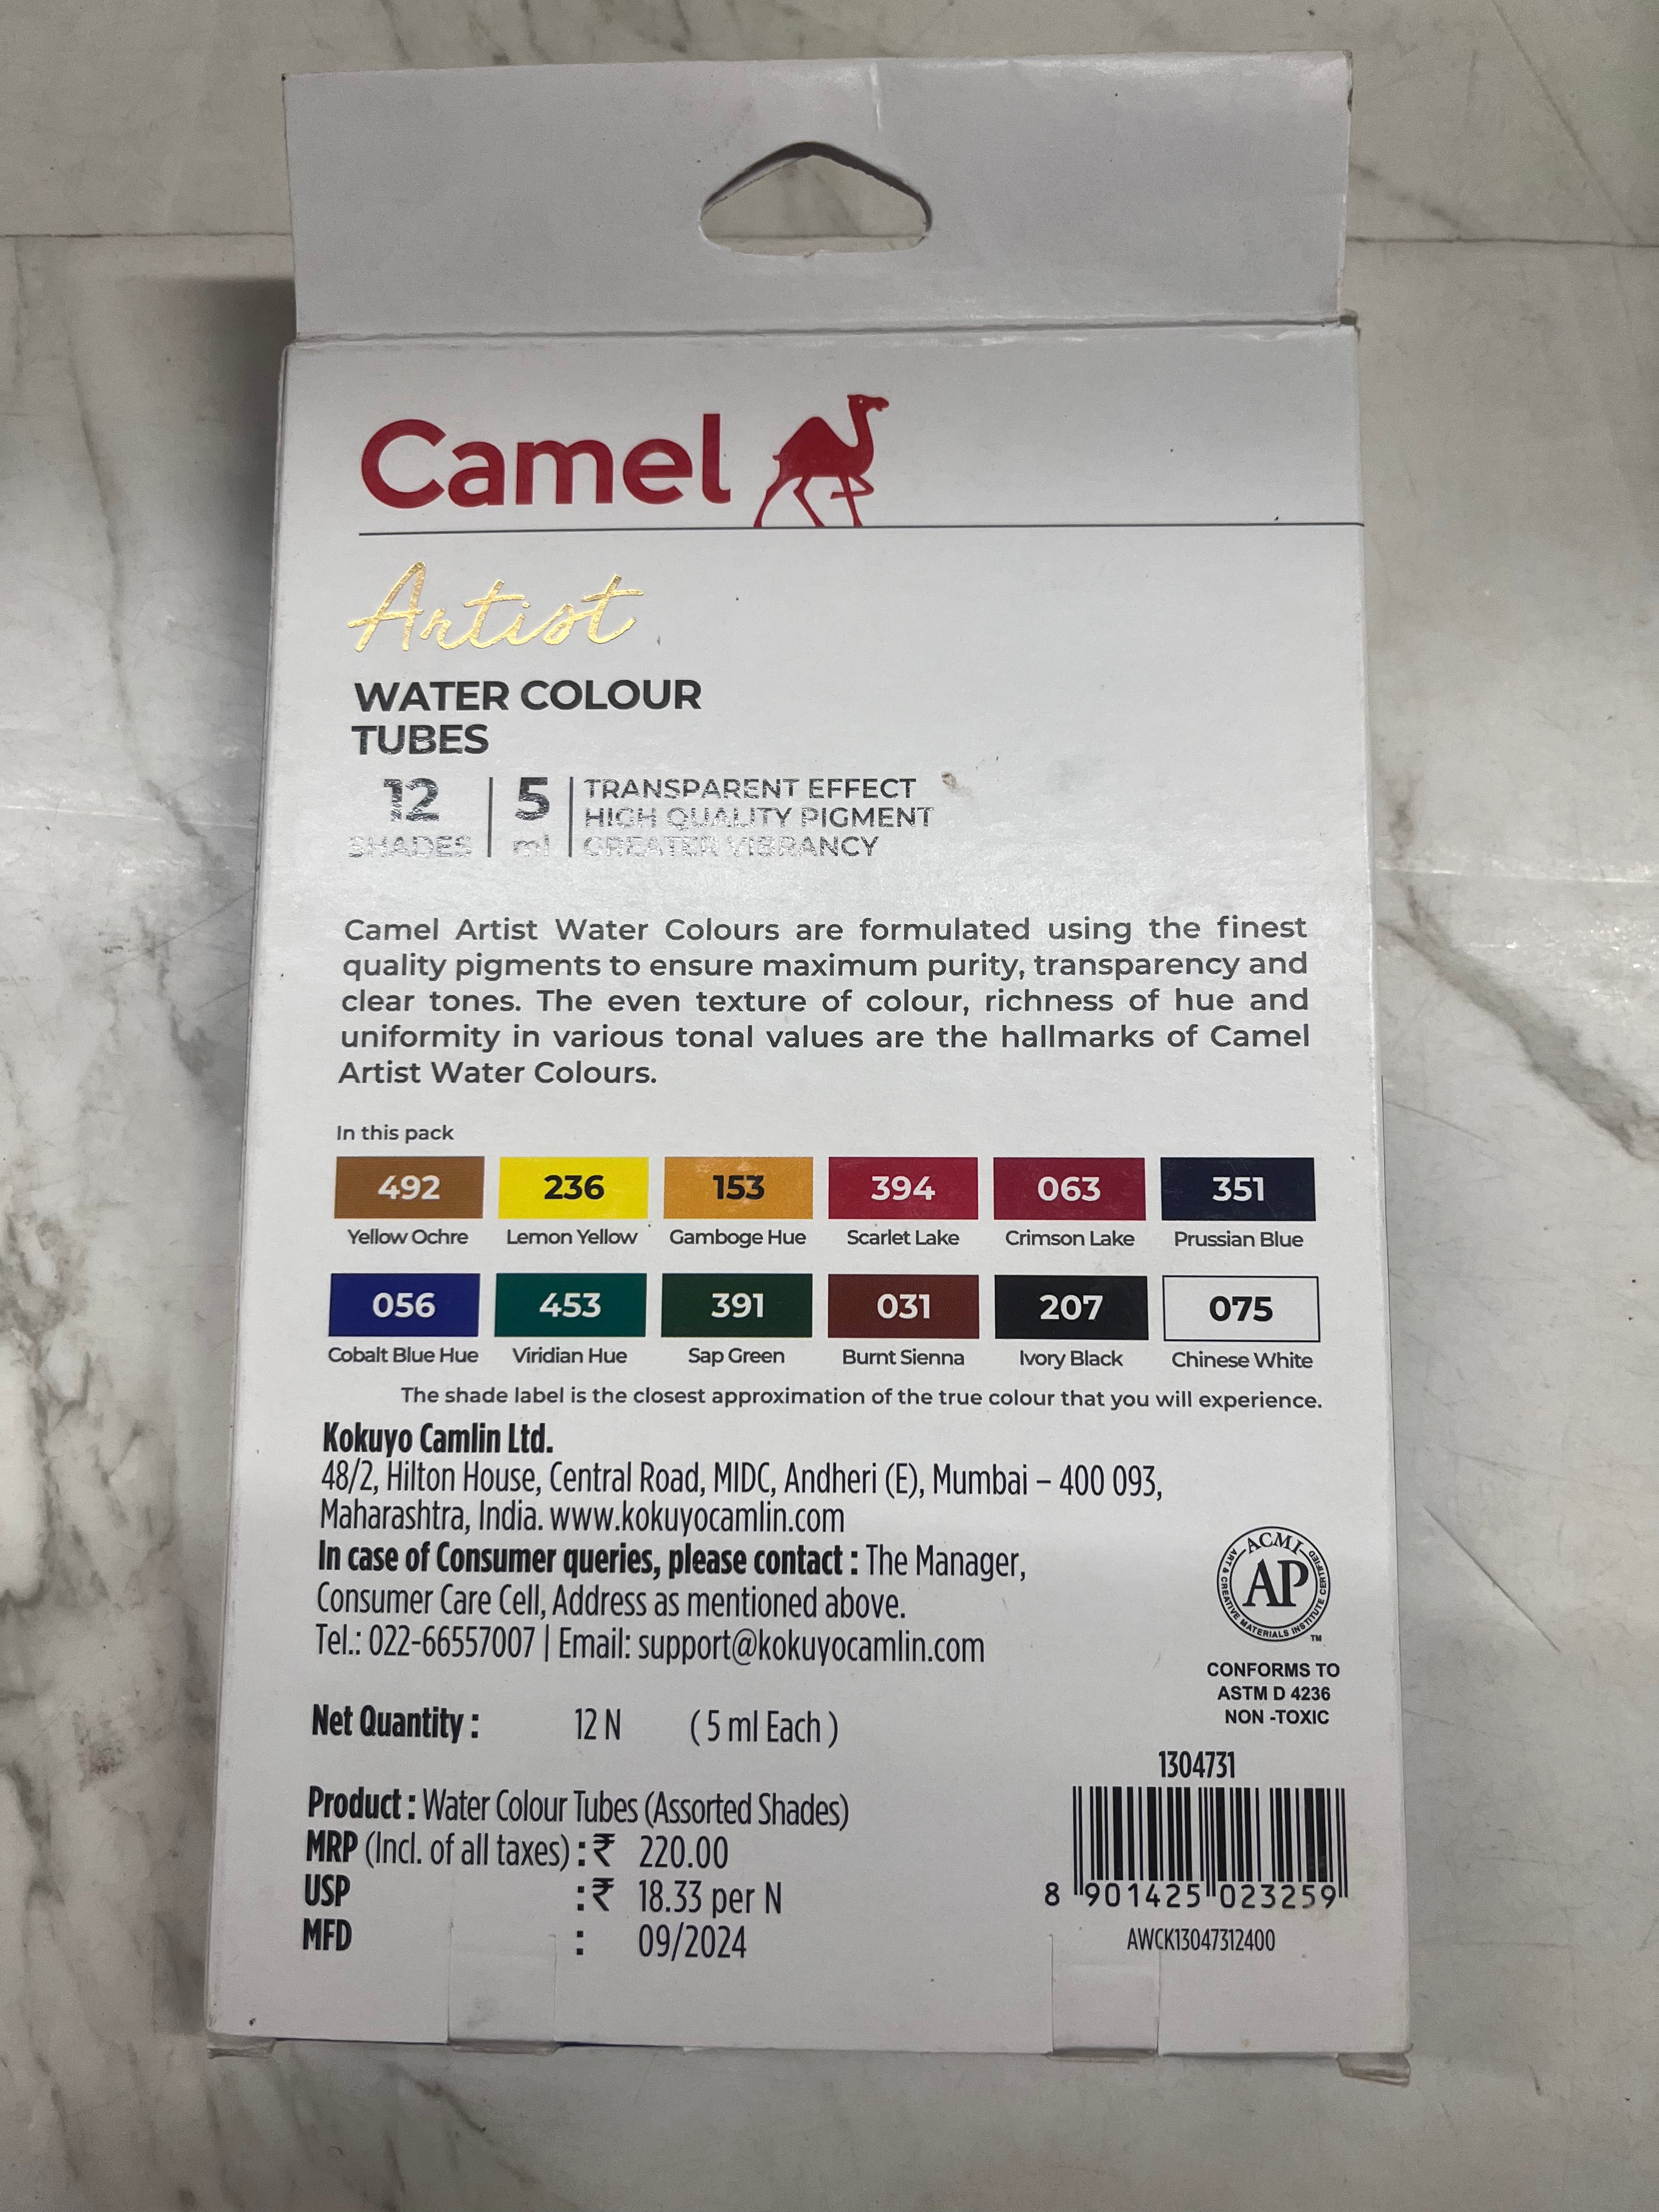 Camel
Artist
WATER COLOUR
TUBES
12
SHADES
5
ml
TRANSPARENT EFFECT
HIGH QUALITY PIGMENT
GREATER VIBRANCY
Camel Artist Water Colours are formulated using the finest
quality pigments to ensure maximum purity, transparency and
clear tones. The even texture of colour, richness of hue and
uniformity in various tonal values are the hallmarks of Camel
Artist Water Colours.
In this pack
492 236 153 394 063 351
Yellow Ochre Lemon Yellow Gamboge Hue Scarlet Lake Crimson Lake Prussian Blue
056 453 391 031 207 075
Cobalt Blue Hue Viridian Hue Sap Green Burnt Sienna Ivory Black Chinese White
The shade label is the closest approximation of the true colour that you will experience.
Kokuyo Camlin Ltd.
48/2, Hilton House, Central Road, MIDC, Andheri (E), Mumbai – 400 093,
Maharashtra, India. www.kokuyocamlin.com
In case of Consumer queries, please contact : The Manager,
Consumer Care Cell, Address as mentioned above.
Tel.: 022-66557007 | Email: support@kokuyocamlin.com
ACMI
AP
ART & CREATIVE MATERIALS INSTITUTE CERTIFIED
TM
CONFORMS TO
ASTM D 4236
NON -TOXIC
Net Quantity : 12 N ( 5 ml Each )
Product : Water Colour Tubes (Assorted Shades)
MRP (Incl. of all taxes) : ₹ 220.00
USP : ₹ 18.33 per N
MFD : 09/2024
1304731
8 901425 023259
AWCK13047312400